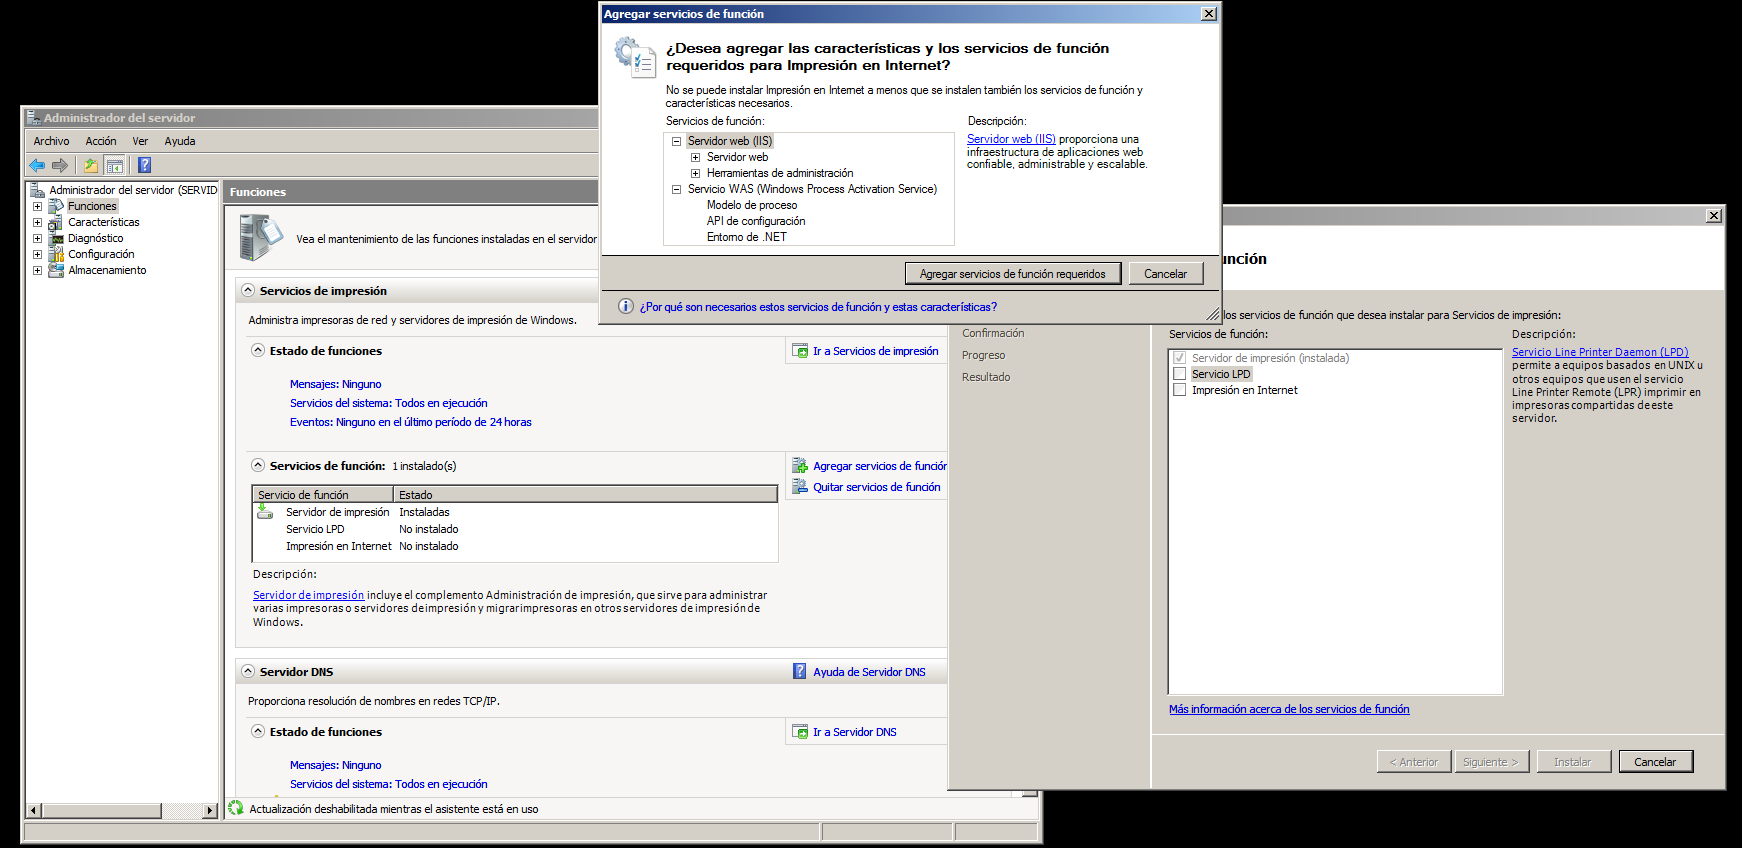 Agregar servicios de función
¿Desea agregar las características y los servicios de función
requeridos para Impresión en Internet?
No se puede instalar Impresión en Internet a menos que se instalen también los servicios de función y
características necesarios.
Servicios de función:
Servidor web (IIS)
Servidor web
Herramientas de administración
Servicio WAS (Windows Process Activation Service)
Modelo de proceso
API de configuración
Entorno de .NET
Descripción:
Servidor web (IIS) proporciona una
infraestructura de aplicaciones web
confiable, administrable y escalable.
Agregar servicios de función requeridos
Cancelar
¿Por qué son necesarios estos servicios de función y estas características?
Administrador del servidor
Archivo Acción Ver Ayuda
Administrador del servidor (SERVID
Funciones
Características
Diagnóstico
Configuración
Almacenamiento
Funciones
Vea el mantenimiento de las funciones instaladas en el servidor
Servicios de impresión
Administra impresoras de red y servidores de impresión de Windows.
Estado de funciones
Ir a Servicios de impresión
Mensajes: Ninguno
Servicios del sistema: Todos en ejecución
Eventos: Ninguno en el último período de 24 horas
Servicios de función: 1 instalado(s)
Agregar servicios de función
Quitar servicios de función
Servicio de función Estado
Servidor de impresión Instaladas
Servicio LPD No instalado
Impresión en Internet No instalado
Descripción:
Servidor de impresión incluye el complemento Administración de impresión, que sirve para administrar
varias impresoras o servidores de impresión y migrar impresoras en otros servidores de impresión de
Windows.
Servidor DNS
Ayuda de Servidor DNS
Proporciona resolución de nombres en redes TCP/IP.
Estado de funciones
Ir a Servidor DNS
Mensajes: Ninguno
Servicios del sistema: Todos en ejecución
Actualización deshabilitada mientras el asistente está en uso
unción
Confirmación
Progreso
Resultado
los servicios de función que desea instalar para Servicios de impresión:
Servicios de función:
Servidor de impresión (instalada)
Servicio LPD
Impresión en Internet
Descripción:
Servicio Line Printer Daemon (LPD)
permite a equipos basados en UNIX u
otros equipos que usen el servicio
Line Printer Remote (LPR) imprimir en
impresoras compartidas de este
servidor.
Más información acerca de los servicios de función
< Anterior
Siguiente >
Instalar
Cancelar